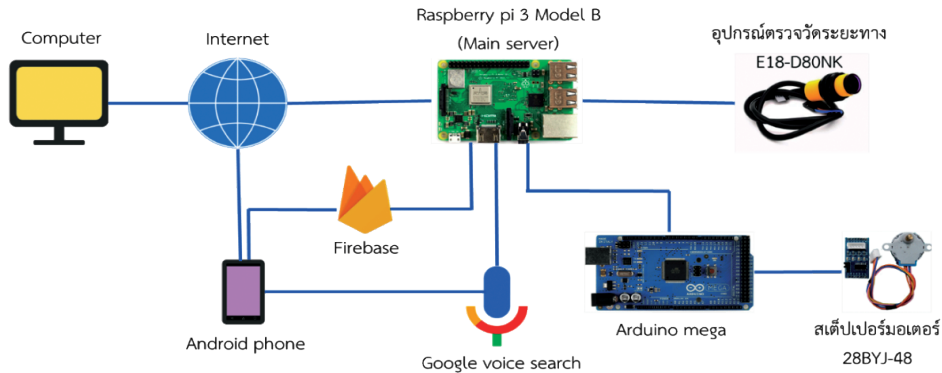 Raspberry pi 3 Model B
(Main server)
Computer
Internet
อุปกรณ์ตรวจวัดระยะทาง
E18-D80NK
Firebase
Android phone
Google voice search
Arduino mega
สเต็ปเปอร์มอเตอร์
28BYJ-48